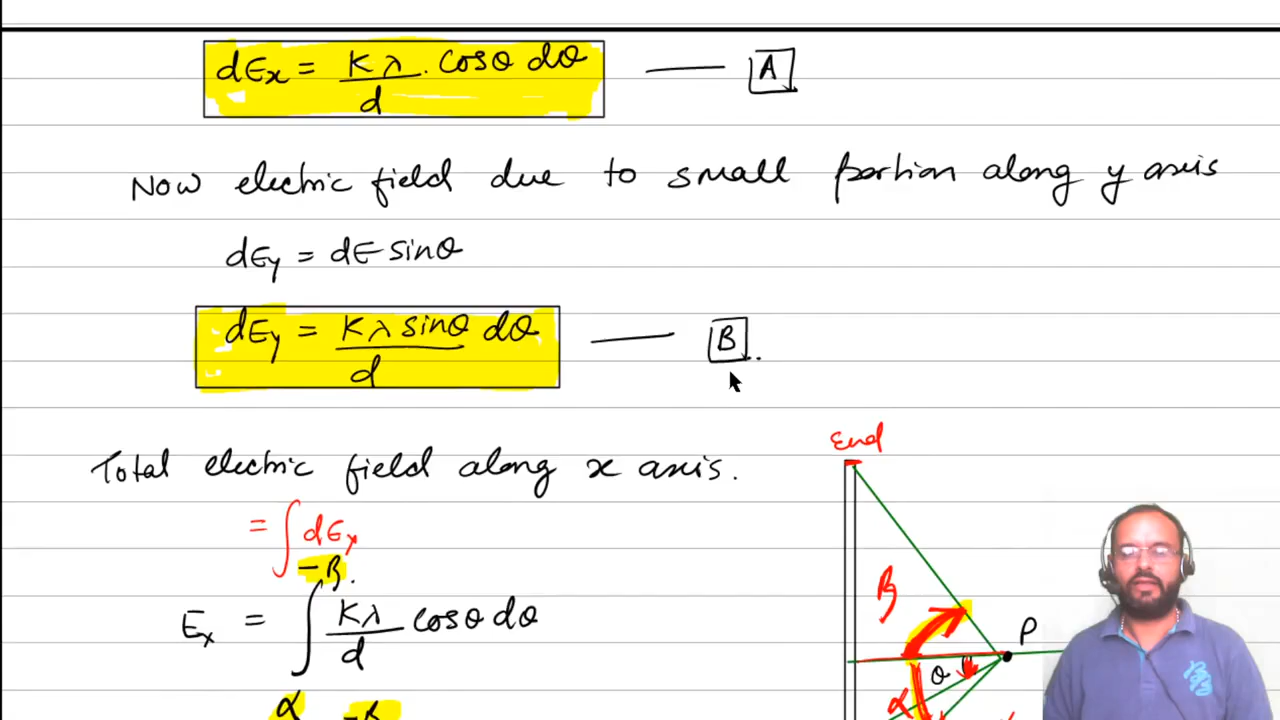 dEx = Kλ/d . cosθ dθ —— A
Now electric field due to small portion along y axis
dEy = dE sinθ
dEy = Kλ sinθ/d dθ —— B.
Total electric field along x axis.
= ∫ dEx
Ex = ∫ α −β Kλ/d cosθ dθ
−β
End
β
P
θ
α